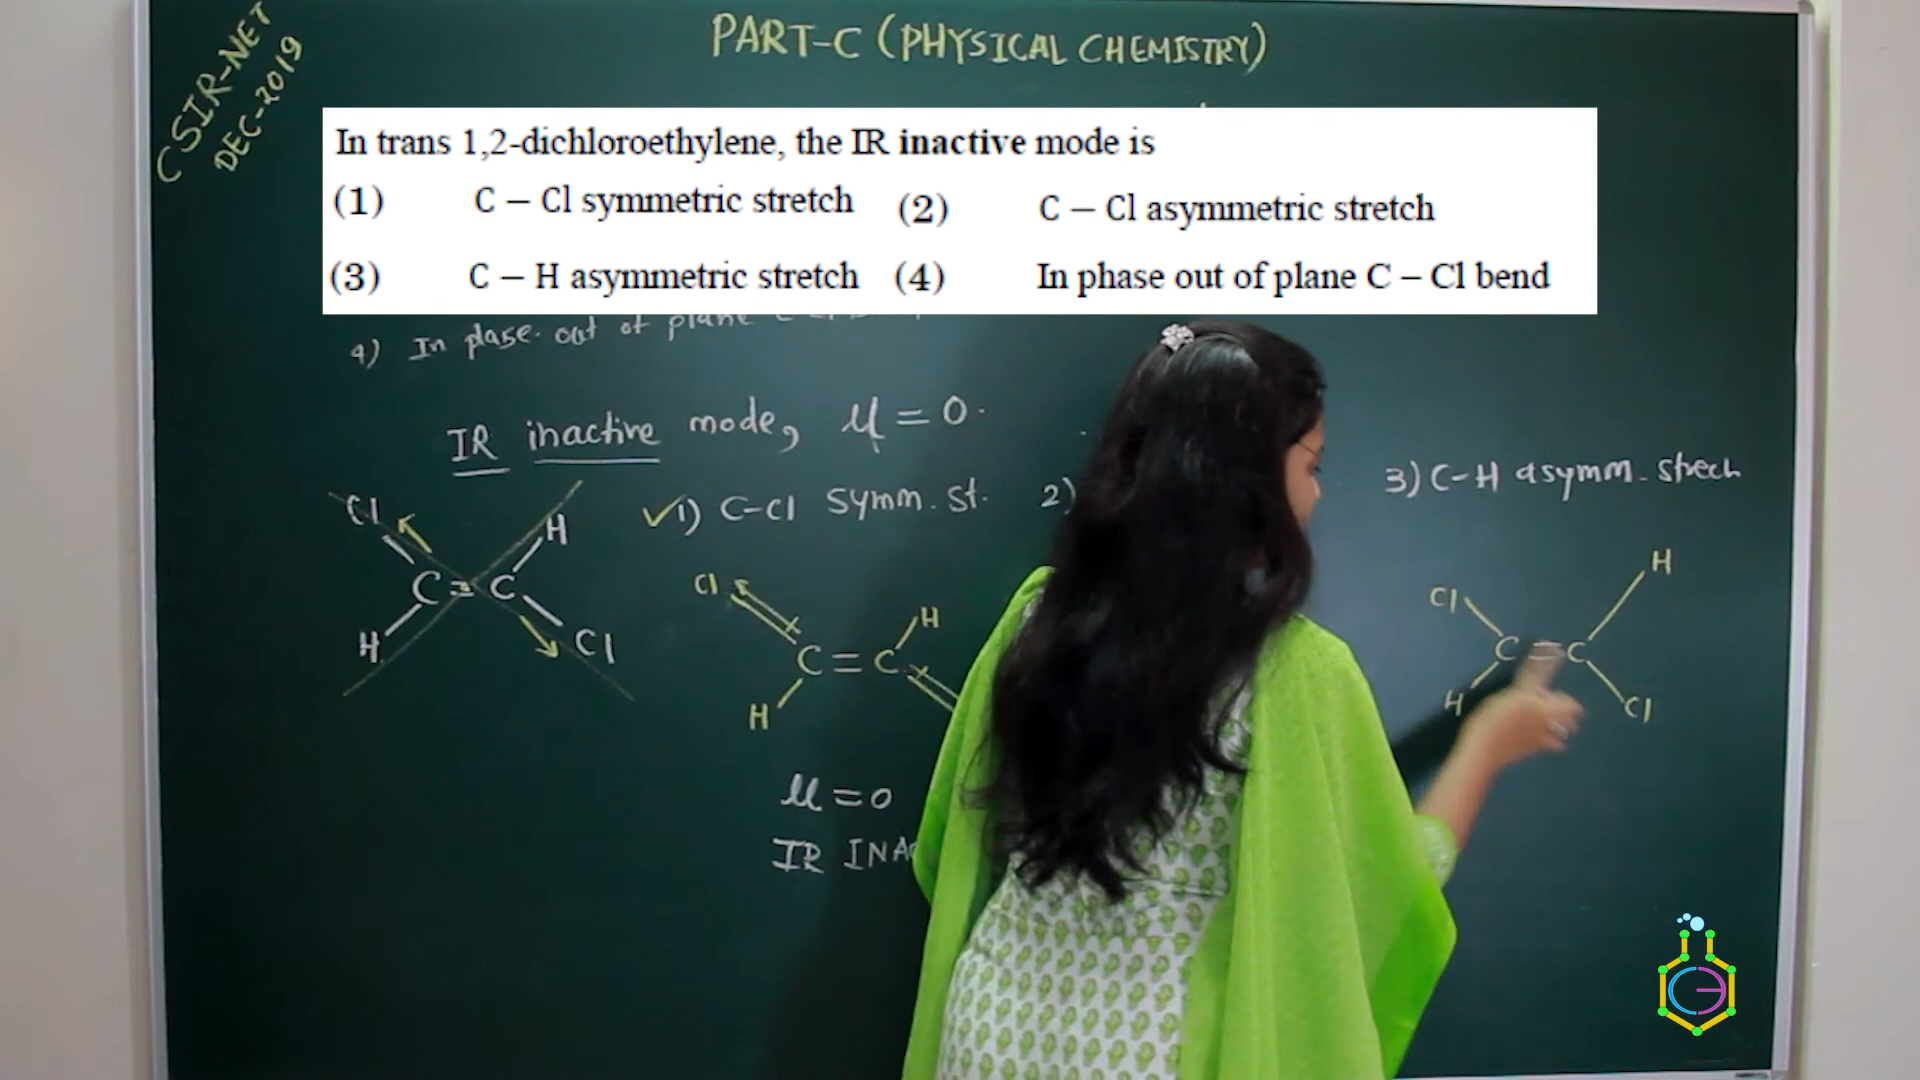 CSIR-NET
DEC-2019
PART-C (PHYSICAL CHEMISTRY)
In trans 1,2-dichloroethylene, the IR inactive mode is
(1) C – Cl symmetric stretch (2) C – Cl asymmetric stretch
(3) C – H asymmetric stretch (4) In phase out of plane C – Cl bend
4) In plase out of plane
IR inactive mode, μ = 0.
✓1) C-Cl Symm. St. 2)
3) C-H asymm. strech
Cl H
C = C
H Cl
Cl H
C = C
H
Cl H
C = C
H Cl
μ = 0
IR INA